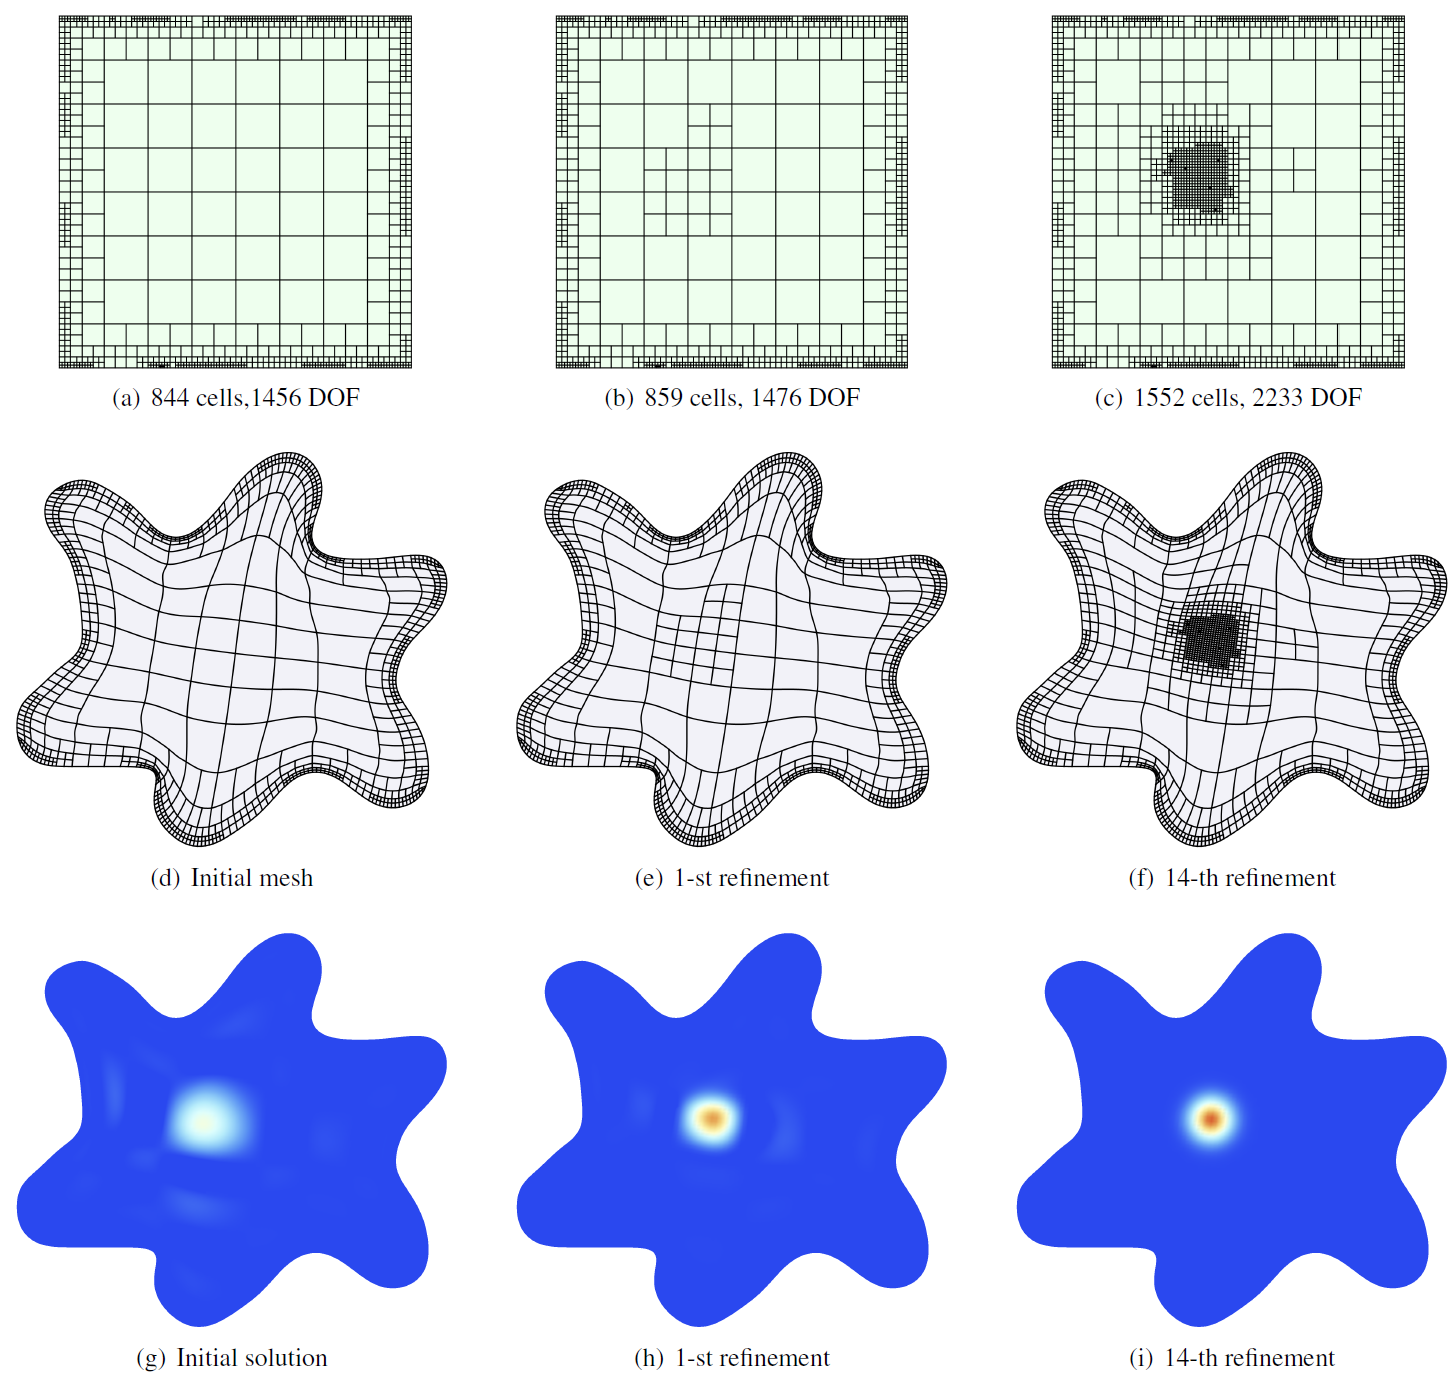 (a) 844 cells,1456 DOF
(b) 859 cells, 1476 DOF
(c) 1552 cells, 2233 DOF
(d) Initial mesh
(e) 1-st refinement
(f) 14-th refinement
(g) Initial solution
(h) 1-st refinement
(i) 14-th refinement